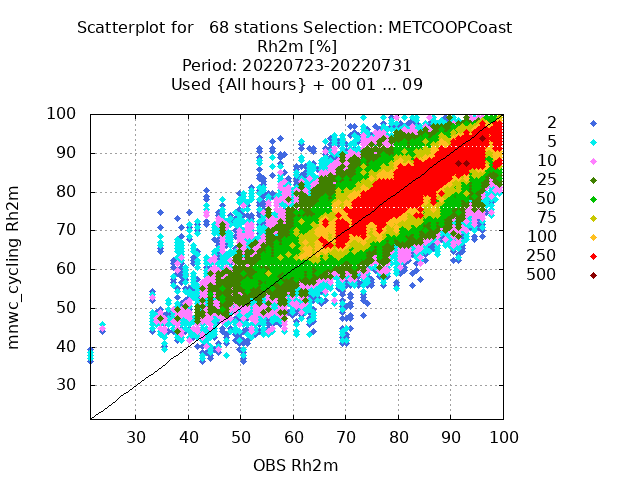 Scatterplot for   68 stations Selection: METCOOPCoast
Rh2m [%]
Period: 20220723-20220731
Used {All hours} + 00 01 ... 09
100
90
80
70
60
50
40
30
mnwc_cycling Rh2m
30 40 50 60 70 80 90 100
OBS Rh2m
2
5
10
25
50
75
100
250
500